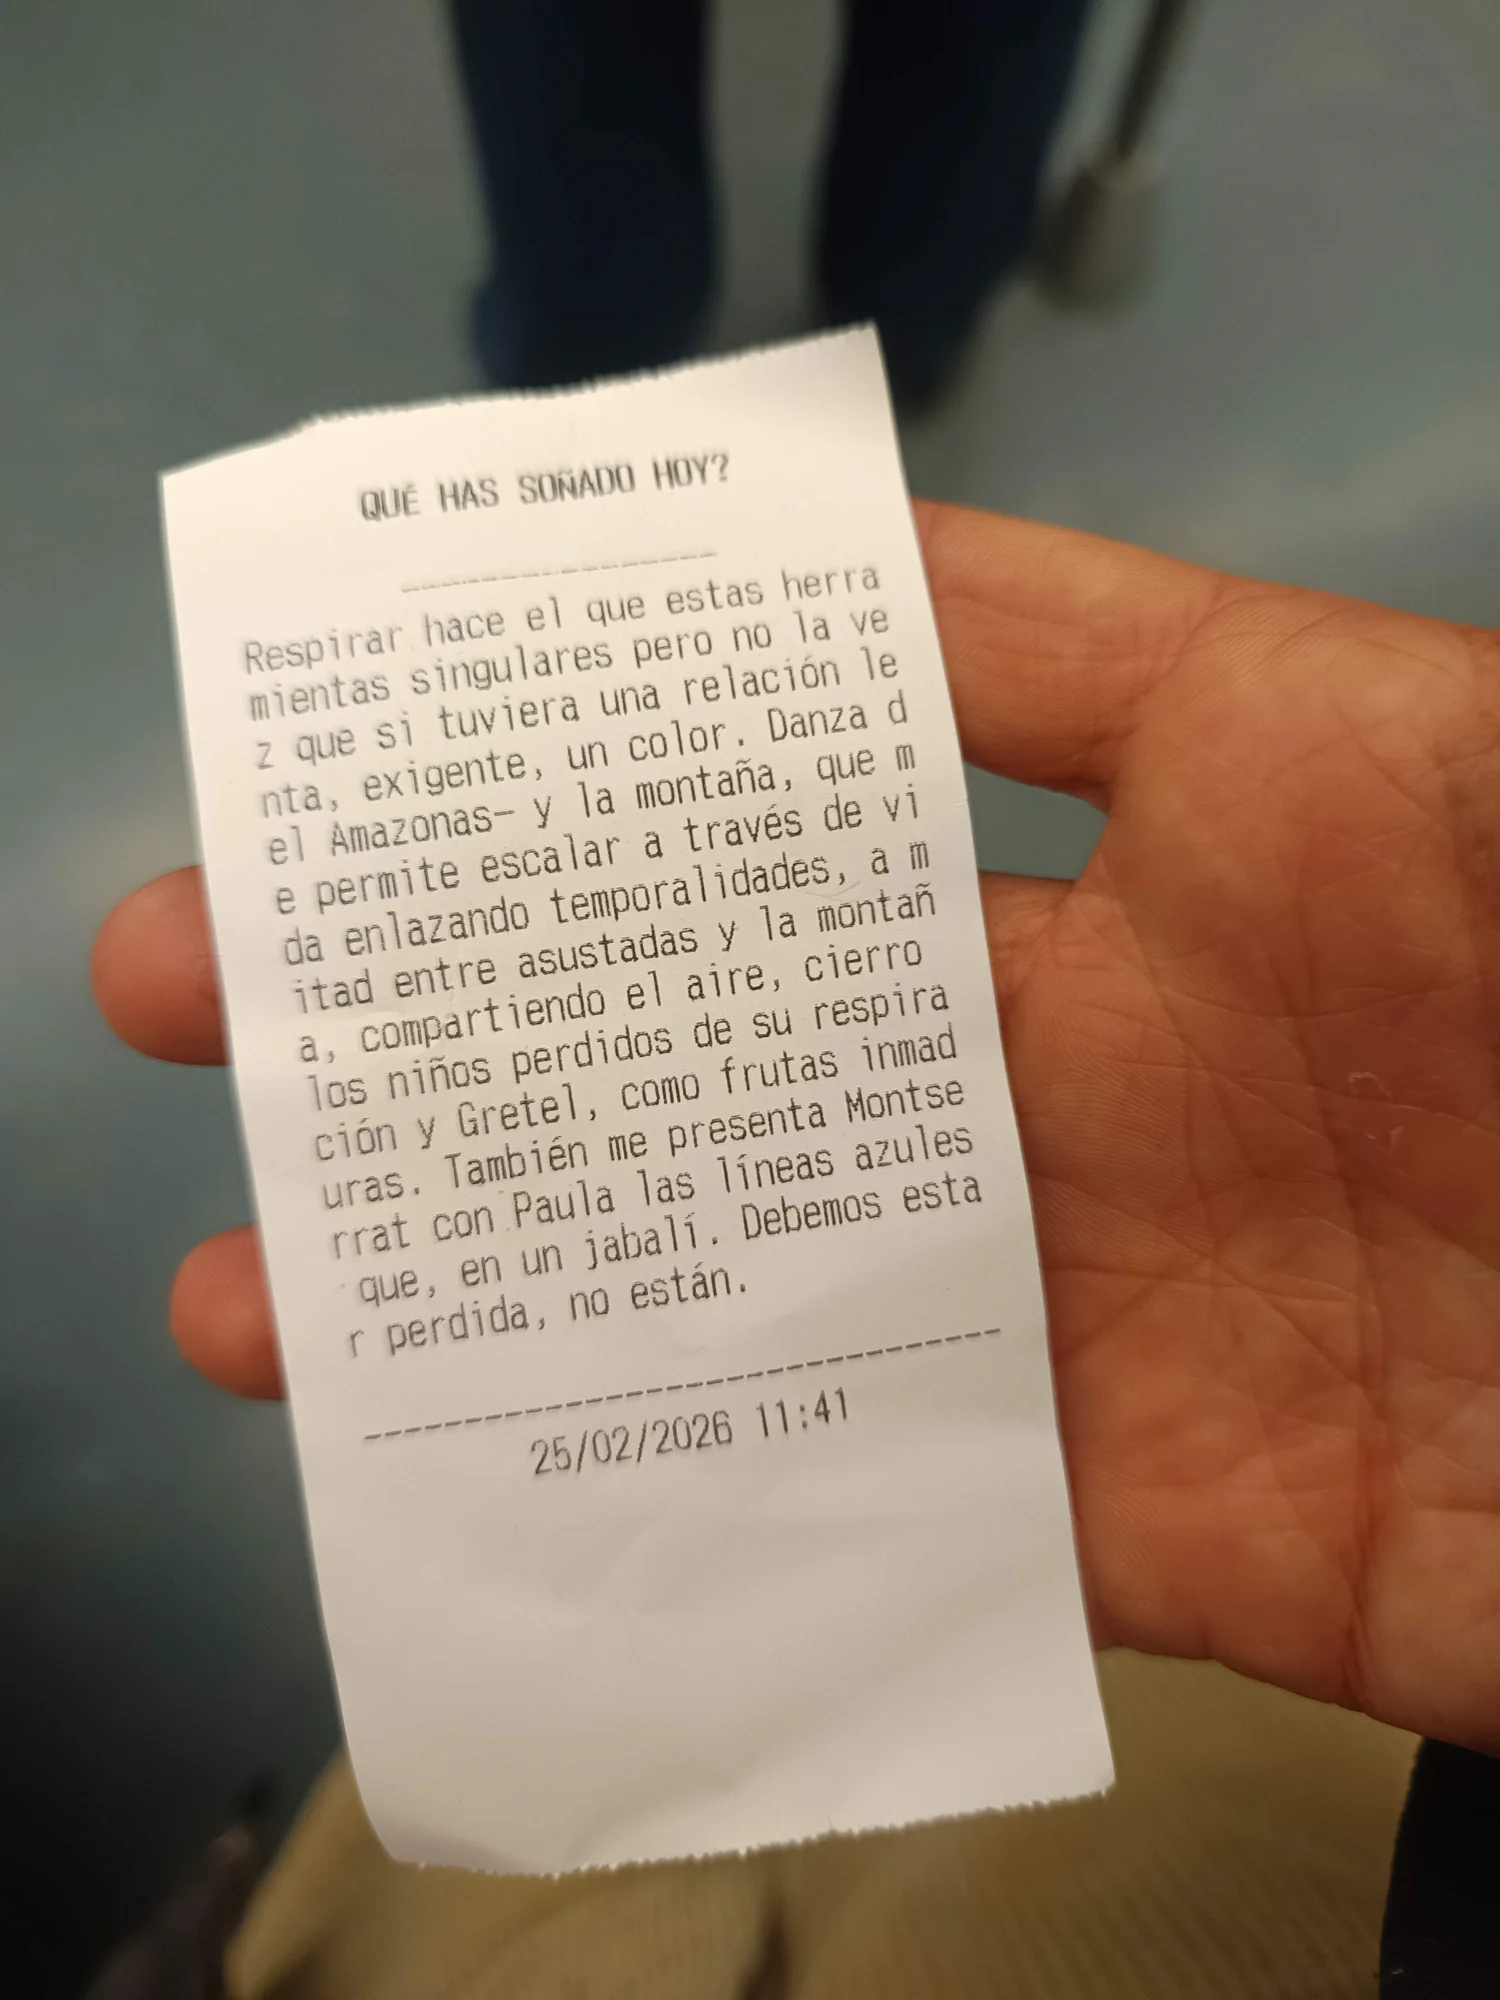 QUÉ HAS SOÑADO HOY?
--------------------
Respirar hace el que estas herra
mientas singulares pero no la ve
z que si tuviera una relación le
nta, exigente, un color. Danza d
el Amazonas- y la montaña, que m
e permite escalar a través de vi
da enlazando temporalidades, a m
itad entre asustadas y la montañ
a, compartiendo el aire, cierro
los niños perdidos de su respira
ción y Gretel, como frutas inmad
uras. También me presenta Montse
rrat con Paula las líneas azules
que, en un jabalí. Debemos esta
r perdida, no están.
--------------------------------
25/02/2026 11:41